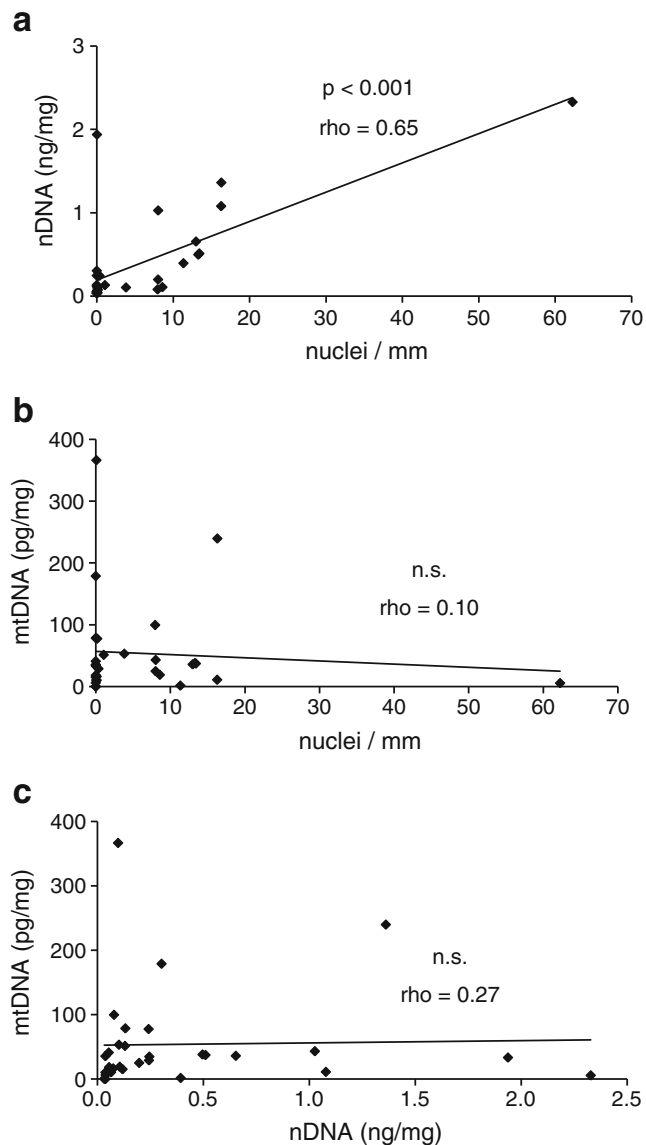 a
3
2
1
0
nDNA (ng/mg)
p < 0.001
rho = 0.65
0 10 20 30 40 50 60 70
nuclei / mm
b
400
300
200
100
0
mtDNA (pg/mg)
n.s.
rho = 0.10
0 10 20 30 40 50 60 70
nuclei / mm
c
400
300
200
100
0
mtDNA (pg/mg)
n.s.
rho = 0.27
0.0 0.5 1.0 1.5 2.0 2.5
nDNA (ng/mg)